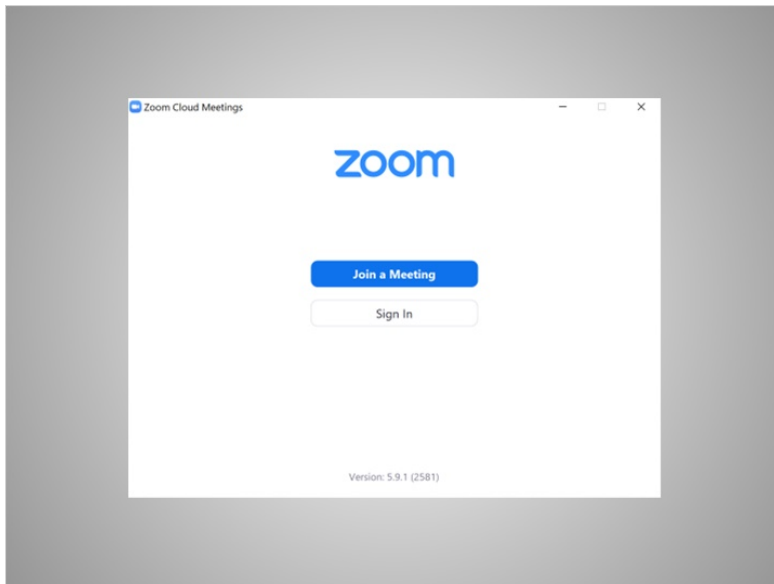 Zoom Cloud Meetings
zoom
Join a Meeting
Sign In
Version: 5.9.1 (2581)